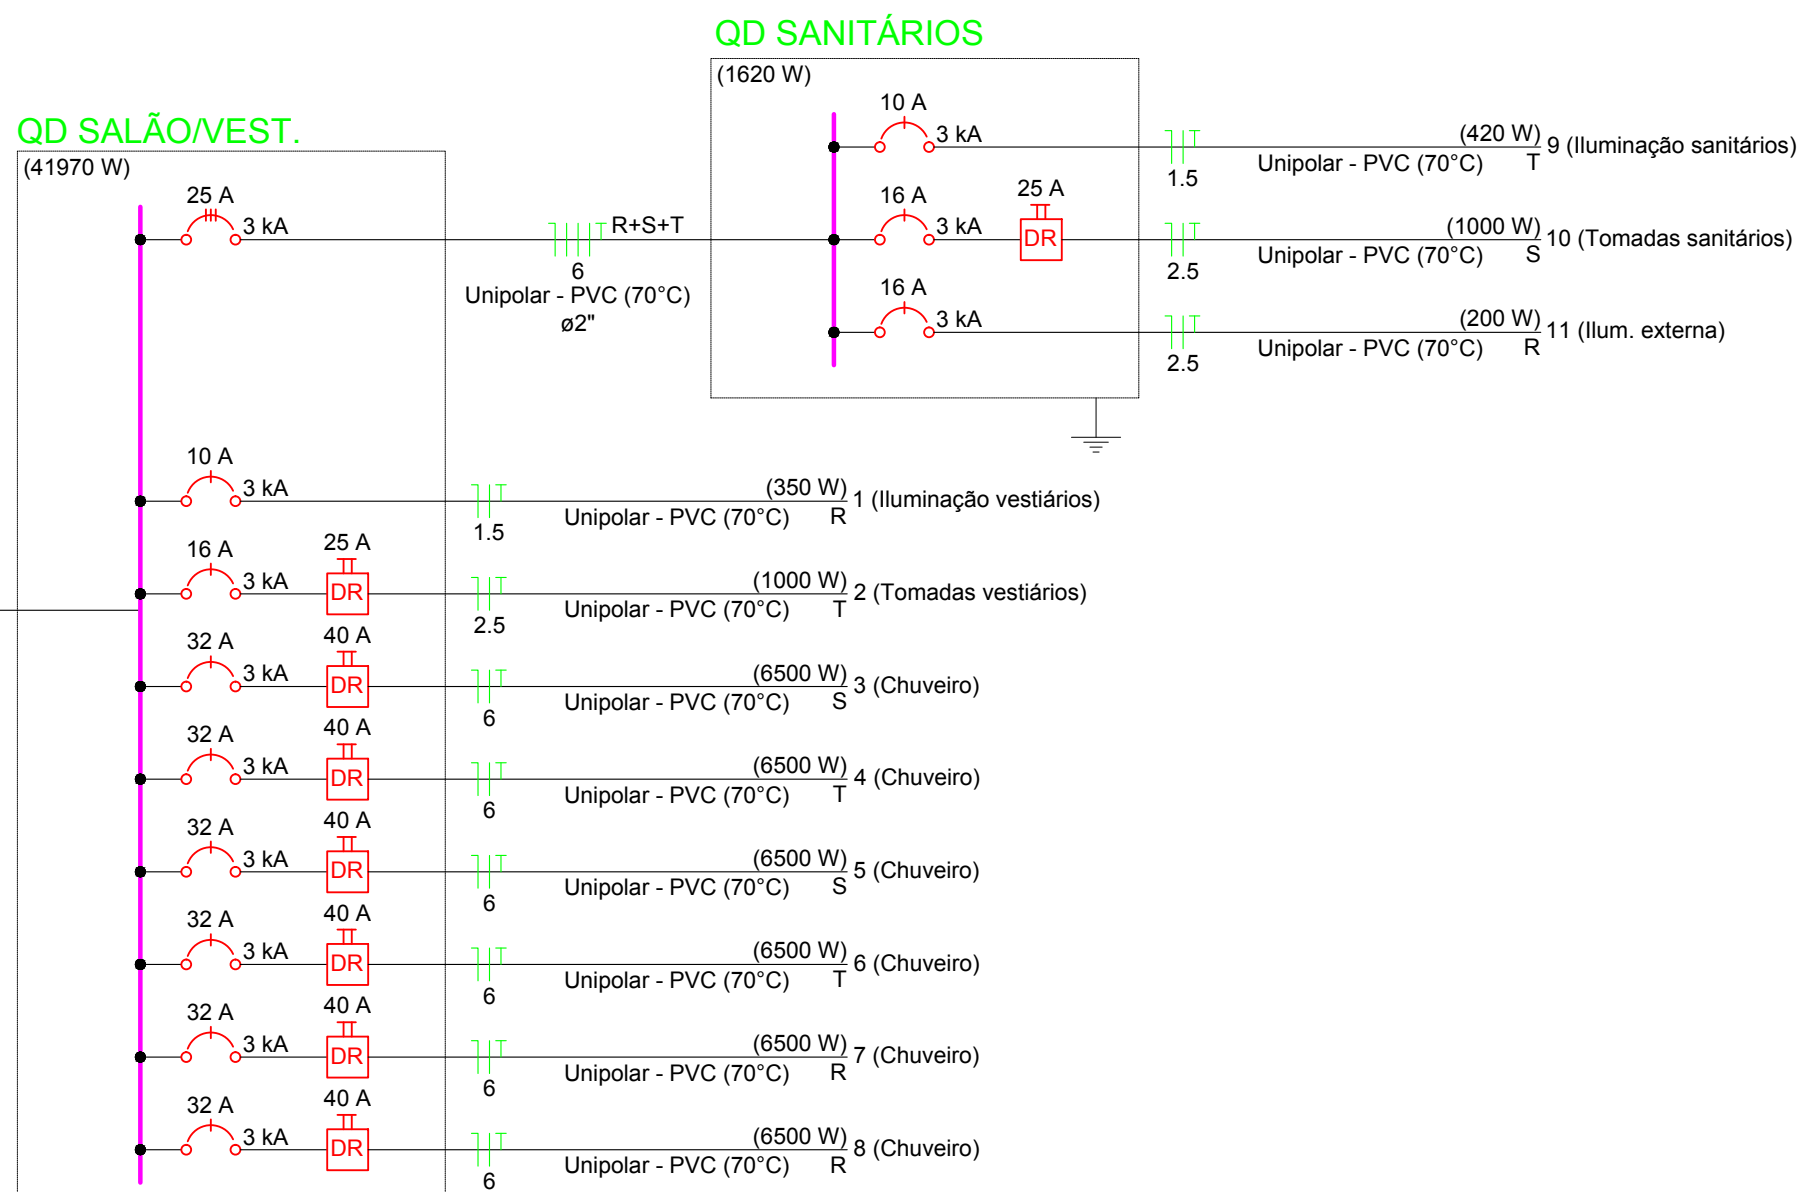 QD SANITÁRIOS
(1620 W)
10 A
3 kA
1.5
(420 W)
Unipolar - PVC (70°C)
T
9 (Iluminação sanitários)
16 A
3 kA
25 A
DR
2.5
(1000 W)
Unipolar - PVC (70°C)
S
10 (Tomadas sanitários)
16 A
3 kA
2.5
(200 W)
Unipolar - PVC (70°C)
R
11 (Ilum. externa)
QD SALÃO/VEST.
(41970 W)
25 A
3 kA
R+S+T
6
Unipolar - PVC (70°C)
ø2"
10 A
3 kA
1.5
(350 W)
Unipolar - PVC (70°C)
R
1 (Iluminação vestiários)
16 A
3 kA
25 A
DR
2.5
(1000 W)
Unipolar - PVC (70°C)
T
2 (Tomadas vestiários)
32 A
3 kA
40 A
DR
6
(6500 W)
Unipolar - PVC (70°C)
S
3 (Chuveiro)
32 A
3 kA
40 A
DR
6
(6500 W)
Unipolar - PVC (70°C)
T
4 (Chuveiro)
32 A
3 kA
40 A
DR
6
(6500 W)
Unipolar - PVC (70°C)
S
5 (Chuveiro)
32 A
3 kA
40 A
DR
6
(6500 W)
Unipolar - PVC (70°C)
T
6 (Chuveiro)
32 A
3 kA
40 A
DR
6
(6500 W)
Unipolar - PVC (70°C)
R
7 (Chuveiro)
32 A
3 kA
40 A
DR
6
(6500 W)
Unipolar - PVC (70°C)
R
8 (Chuveiro)